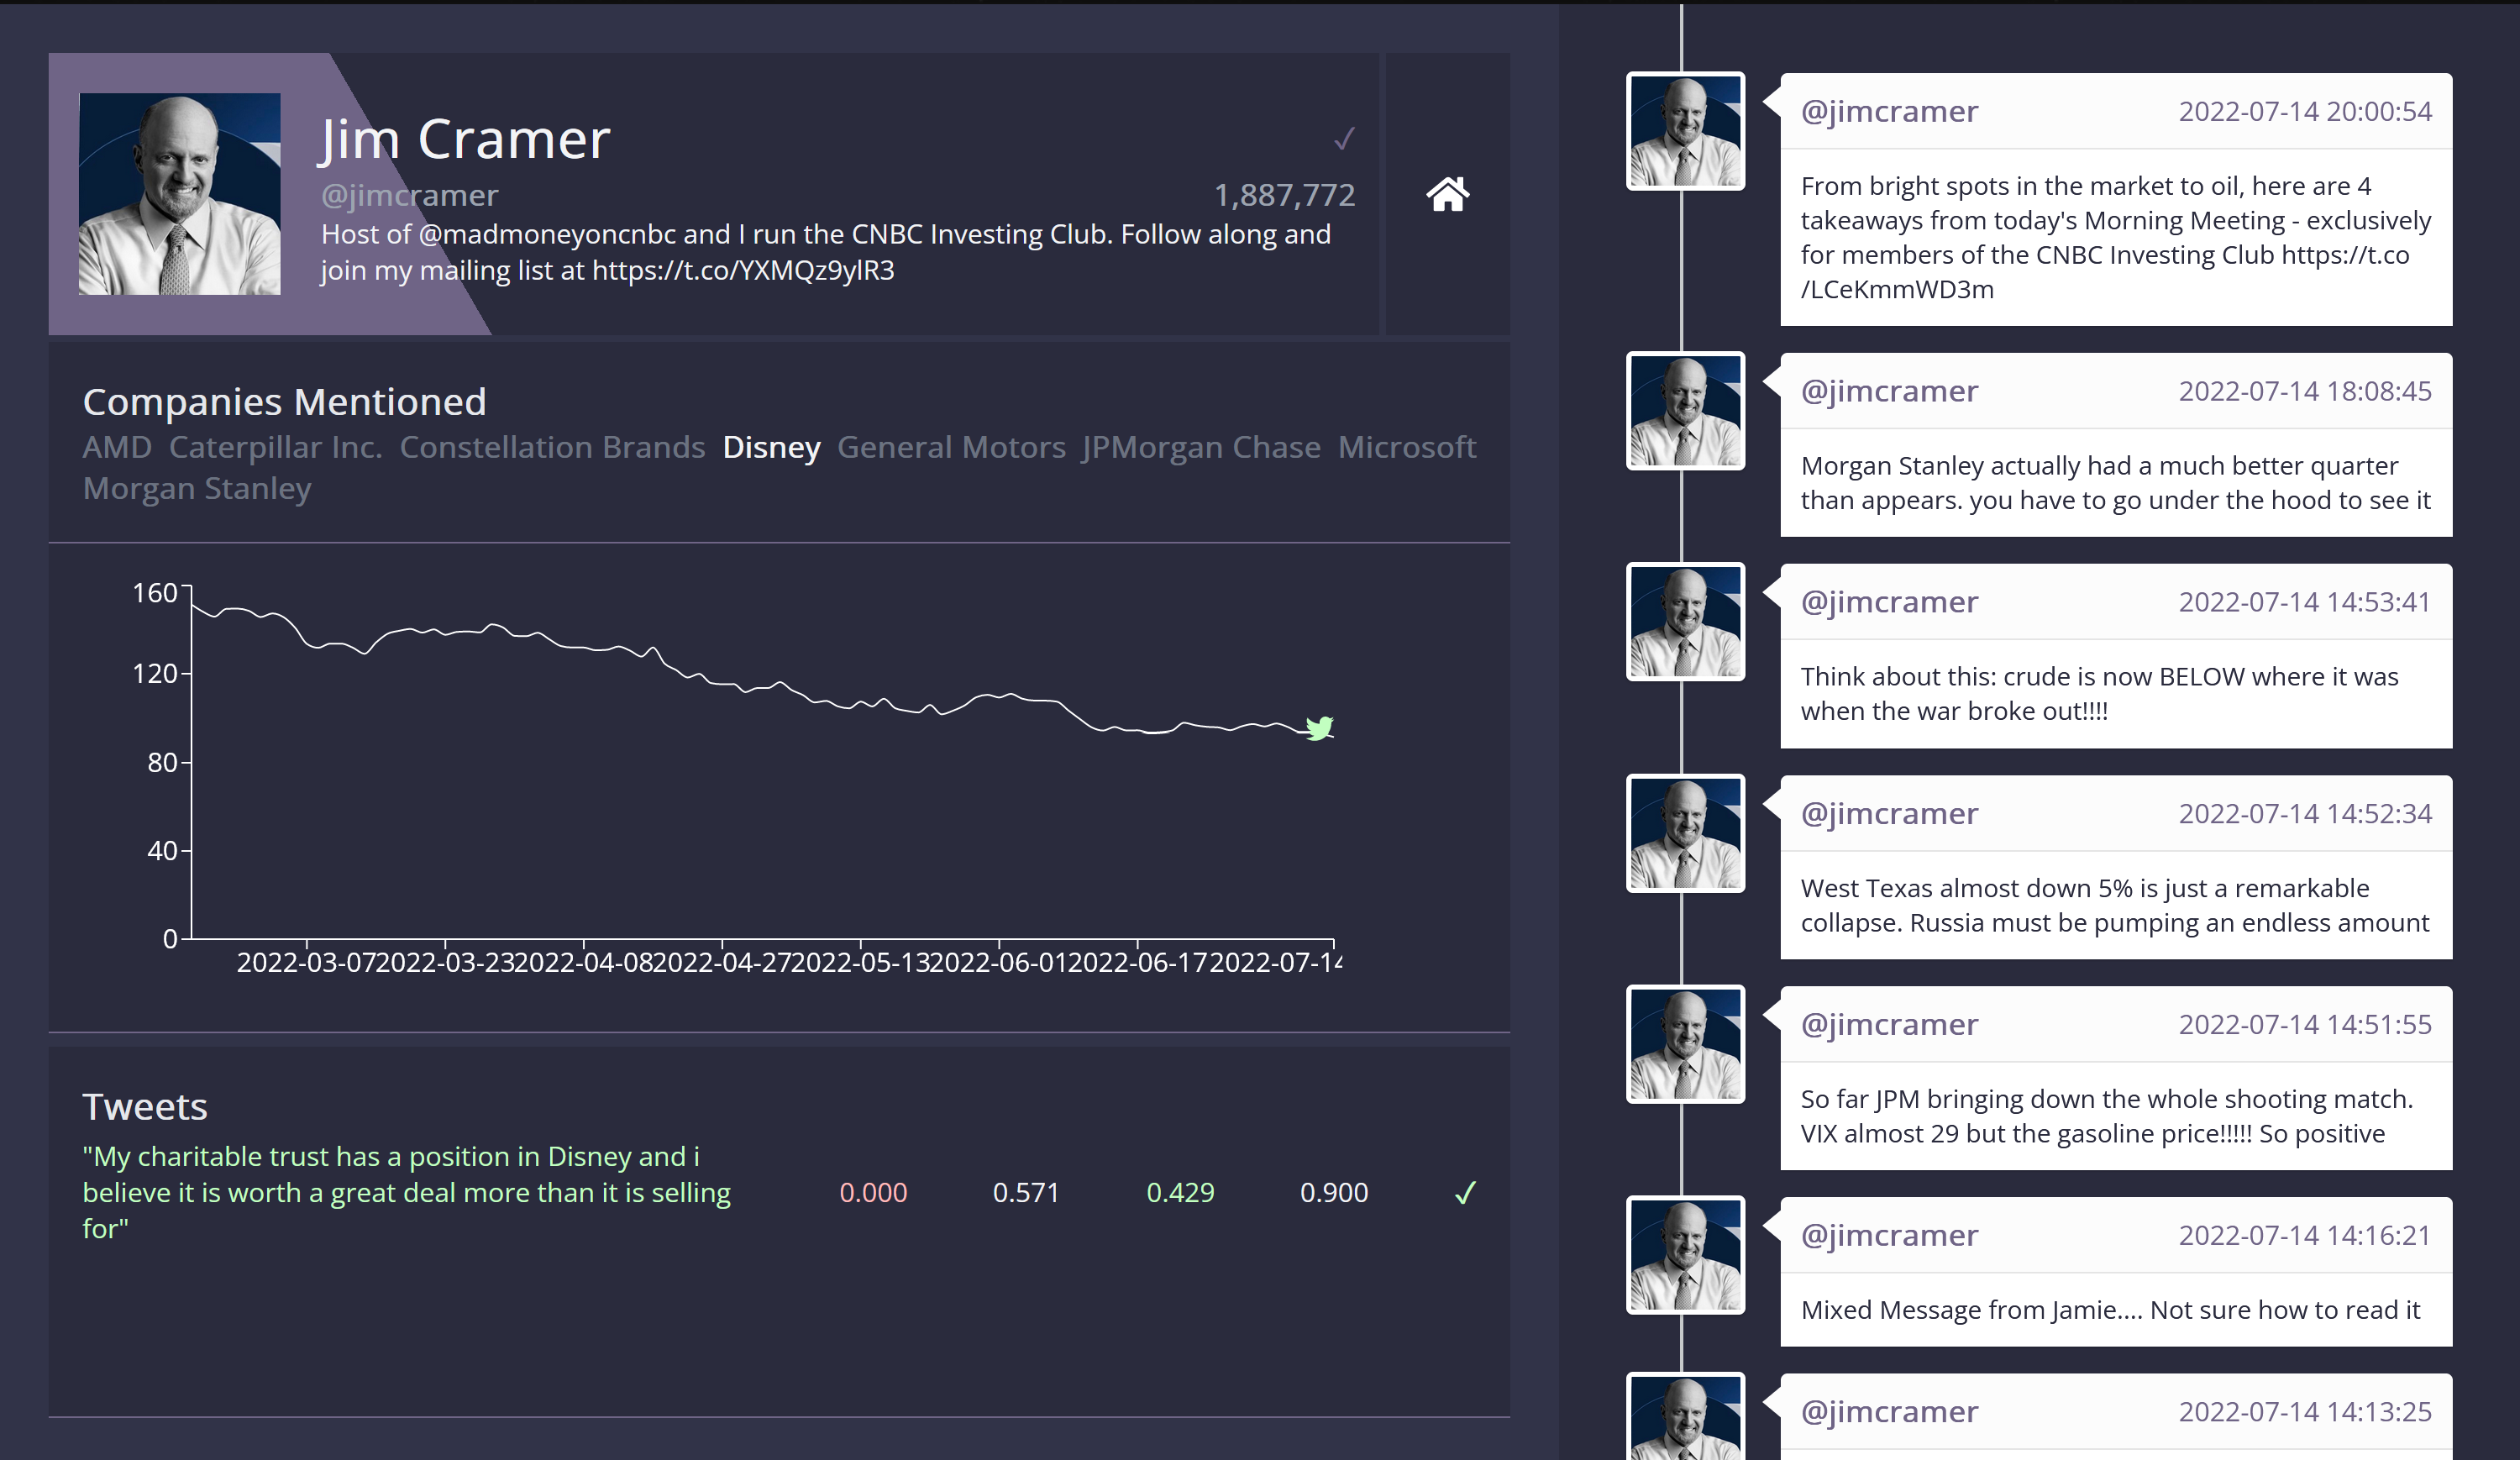 Jim Cramer
✓
@jimcramer
1,887,772
Host of @madmoneyoncnbc and I run the CNBC Investing Club. Follow along and
join my mailing list at https://t.co/YXMQz9ylR3
Companies Mentioned
AMD Caterpillar Inc. Constellation Brands Disney General Motors JPMorgan Chase Microsoft
Morgan Stanley
160
120
80
40
0
2022-03-07 2022-03-23 2022-04-08 2022-04-27 2022-05-13 2022-06-01 2022-06-17 2022-07-14
Tweets
"My charitable trust has a position in Disney and i
believe it is worth a great deal more than it is selling
for"
0.000 0.571 0.429 0.900 ✓
@jimcramer 2022-07-14 20:00:54
From bright spots in the market to oil, here are 4
takeaways from today's Morning Meeting - exclusively
for members of the CNBC Investing Club https://t.co
/LCeKmmWD3m
@jimcramer 2022-07-14 18:08:45
Morgan Stanley actually had a much better quarter
than appears. you have to go under the hood to see it
@jimcramer 2022-07-14 14:53:41
Think about this: crude is now BELOW where it was
when the war broke out!!!!
@jimcramer 2022-07-14 14:52:34
West Texas almost down 5% is just a remarkable
collapse. Russia must be pumping an endless amount
@jimcramer 2022-07-14 14:51:55
So far JPM bringing down the whole shooting match.
VIX almost 29 but the gasoline price!!!!! So positive
@jimcramer 2022-07-14 14:16:21
Mixed Message from Jamie.... Not sure how to read it
@jimcramer 2022-07-14 14:13:25